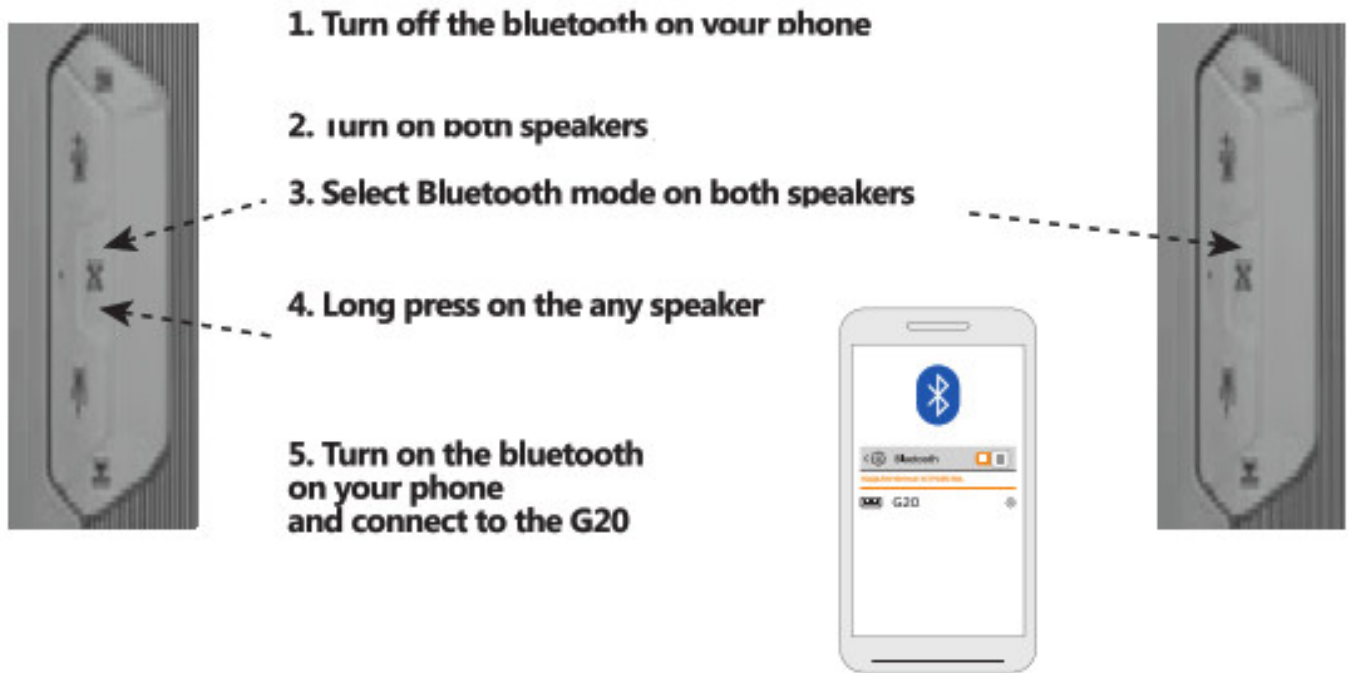 1. Turn off the bluetooth on your phone
2. Turn on both speakers
3. Select Bluetooth mode on both speakers
4. Long press on the any speaker
5. Turn on the bluetooth
on your phone
and connect to the G20
Bluetooth
G20